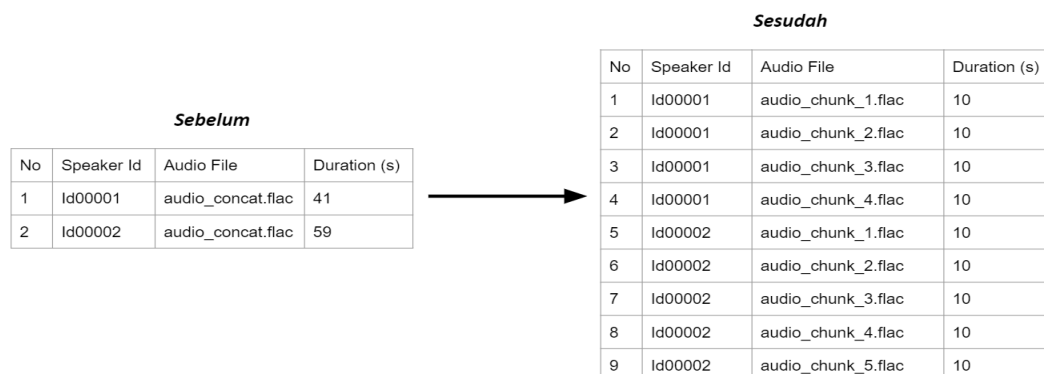 Sebelum
No Speaker Id Audio File Duration (s)
1 Id00001 audio_concat.flac 41
2 Id00002 audio_concat.flac 59
Sesudah
No Speaker Id Audio File Duration (s)
1 Id00001 audio_chunk_1.flac 10
2 Id00001 audio_chunk_2.flac 10
3 Id00001 audio_chunk_3.flac 10
4 Id00001 audio_chunk_4.flac 10
5 Id00002 audio_chunk_1.flac 10
6 Id00002 audio_chunk_2.flac 10
7 Id00002 audio_chunk_3.flac 10
8 Id00002 audio_chunk_4.flac 10
9 Id00002 audio_chunk_5.flac 10